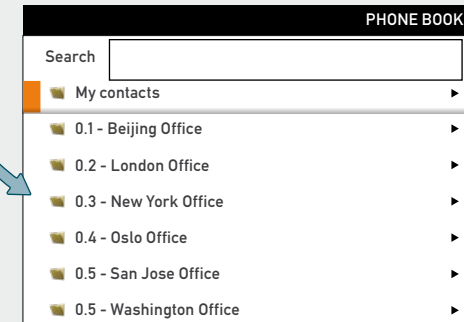 PHONE BOOK
Search
My contacts
0.1 - Beijing Office
0.2 - London Office
0.3 - New York Office
0.4 - Oslo Office
0.5 - San Jose Office
0.5 - Washington Office